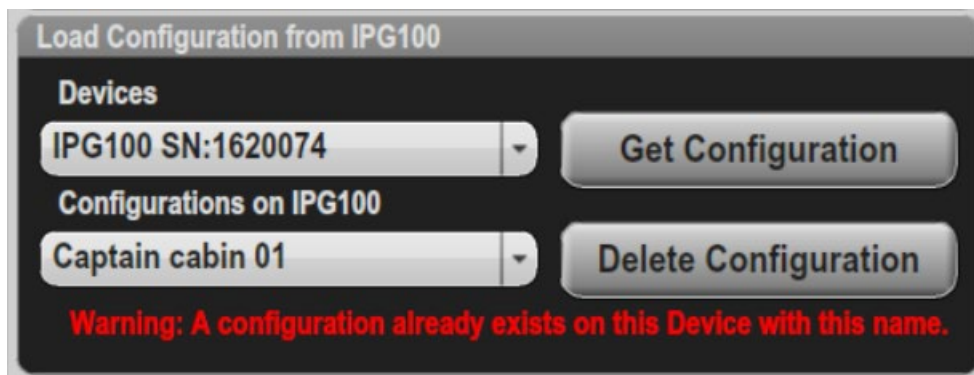 Load Configuration from IPG100
Devices
IPG100 SN:1620074
Get Configuration
Configurations on IPG100
Captain cabin 01
Delete Configuration
Warning: A configuration already exists on this Device with this name.